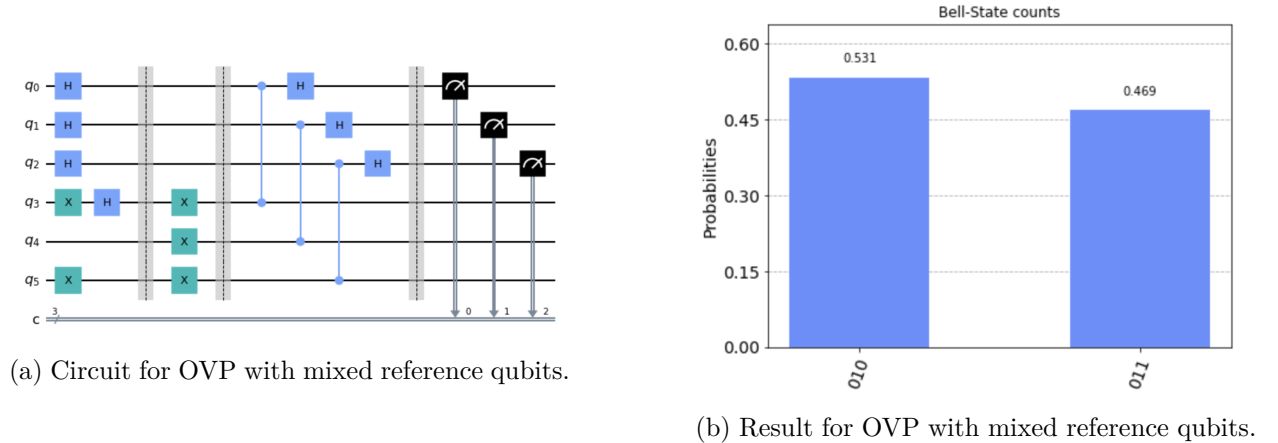 q0 H H
q1 H H
q2 H H
q3 X H X
q4 X
q5 X X
c 3 0 1 2
(a) Circuit for OVP with mixed reference qubits.
Bell-State counts
0.60
0.531
0.469
0.45
0.30
0.15
0.00
Probabilities
010
011
(b) Result for OVP with mixed reference qubits.